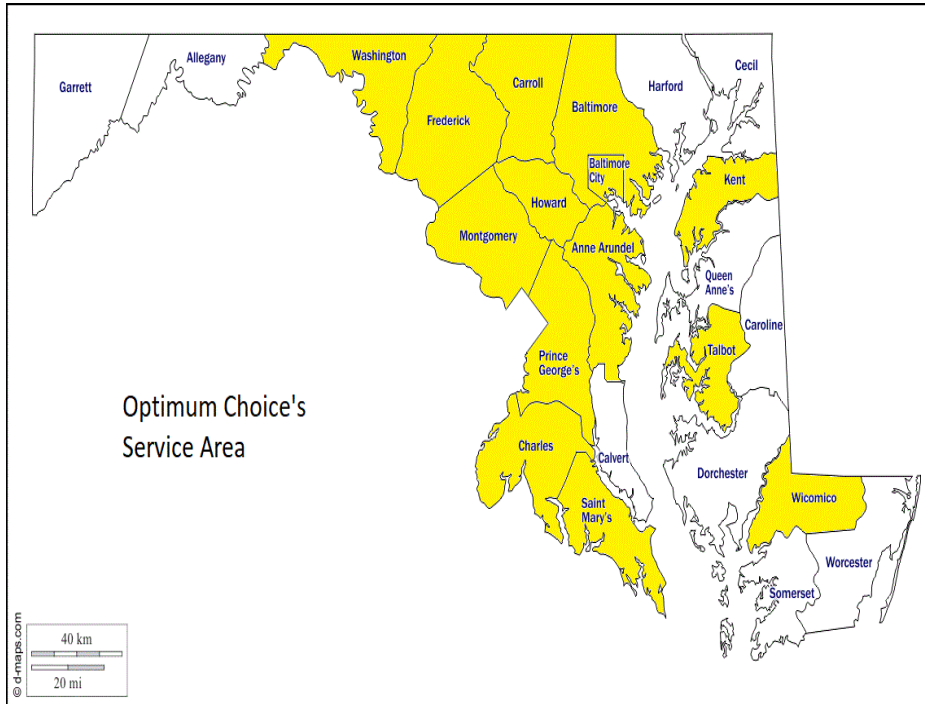 Garrett
Allegany
Washington
Frederick
Carroll
Baltimore
Harford
Cecil
Baltimore
City
Kent
Howard
Montgomery
Anne Arundel
Queen
Anne's
Caroline
Talbot
Prince
George's
Optimum Choice's
Service Area
Charles
Calvert
Dorchester
Saint
Mary's
Wicomico
Worcester
Somerset
© d-maps.com
40 km
20 mi